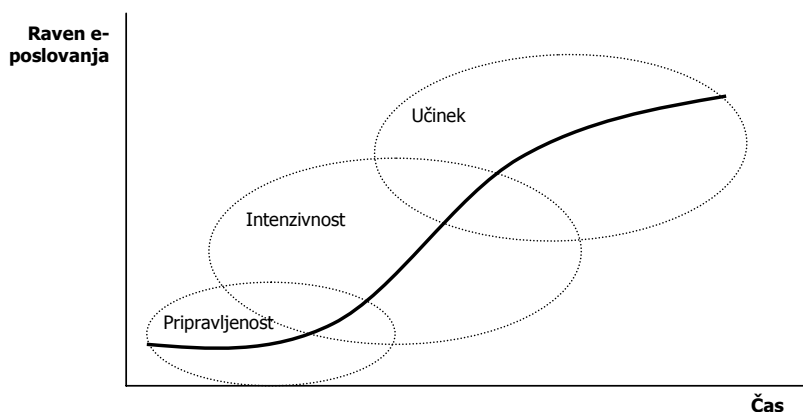 Raven e-
poslovanja
Učinek
Intenzivnost
Pripravljenost
Čas